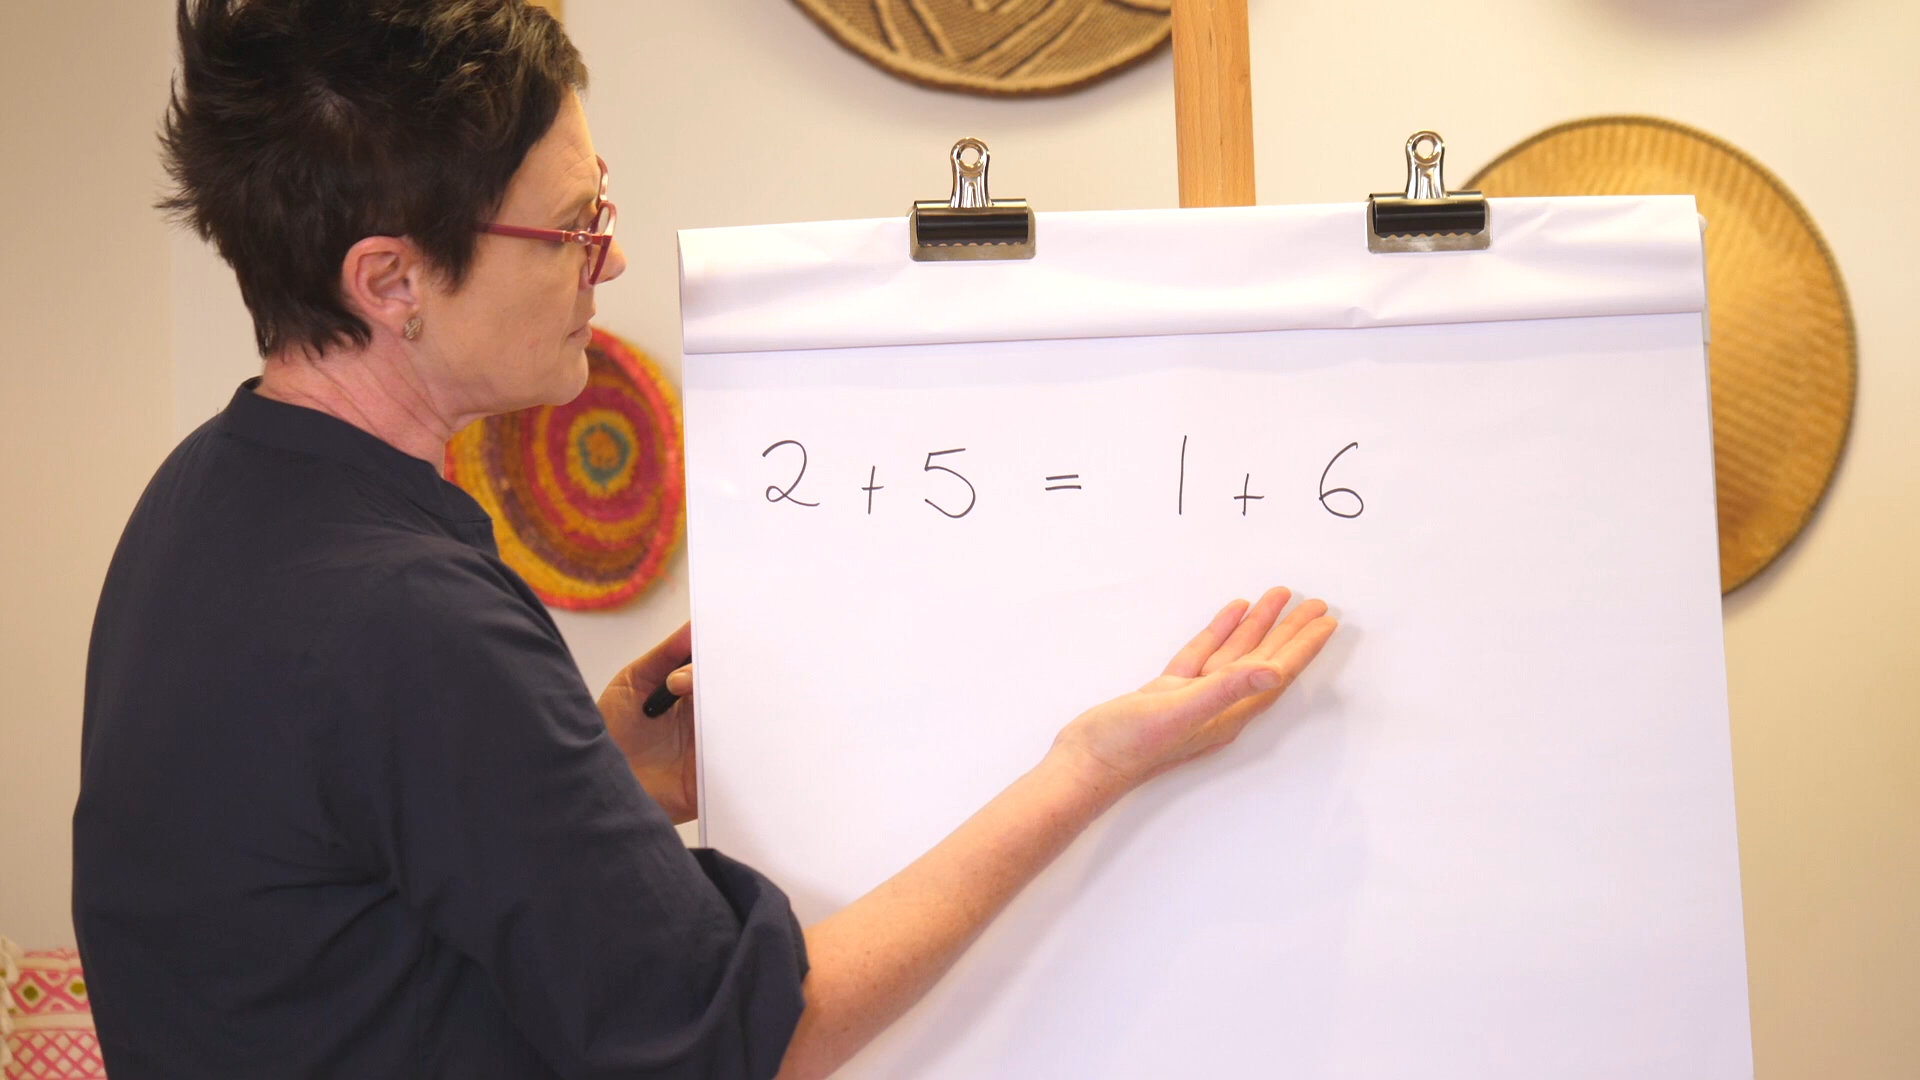 2 + 5 = 1 + 6